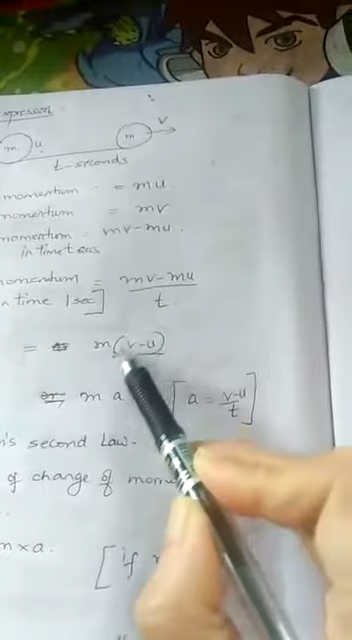 expression
m u m v
t-seconds
momentum = mu
momentum = mv
momentum = mv-mu.
in time t secs
momentum = mv-mu / t
n time 1sec]
= m(v-u)
m a [a = v-u / t]
n's second Law.
of change of mom
m x a. [if